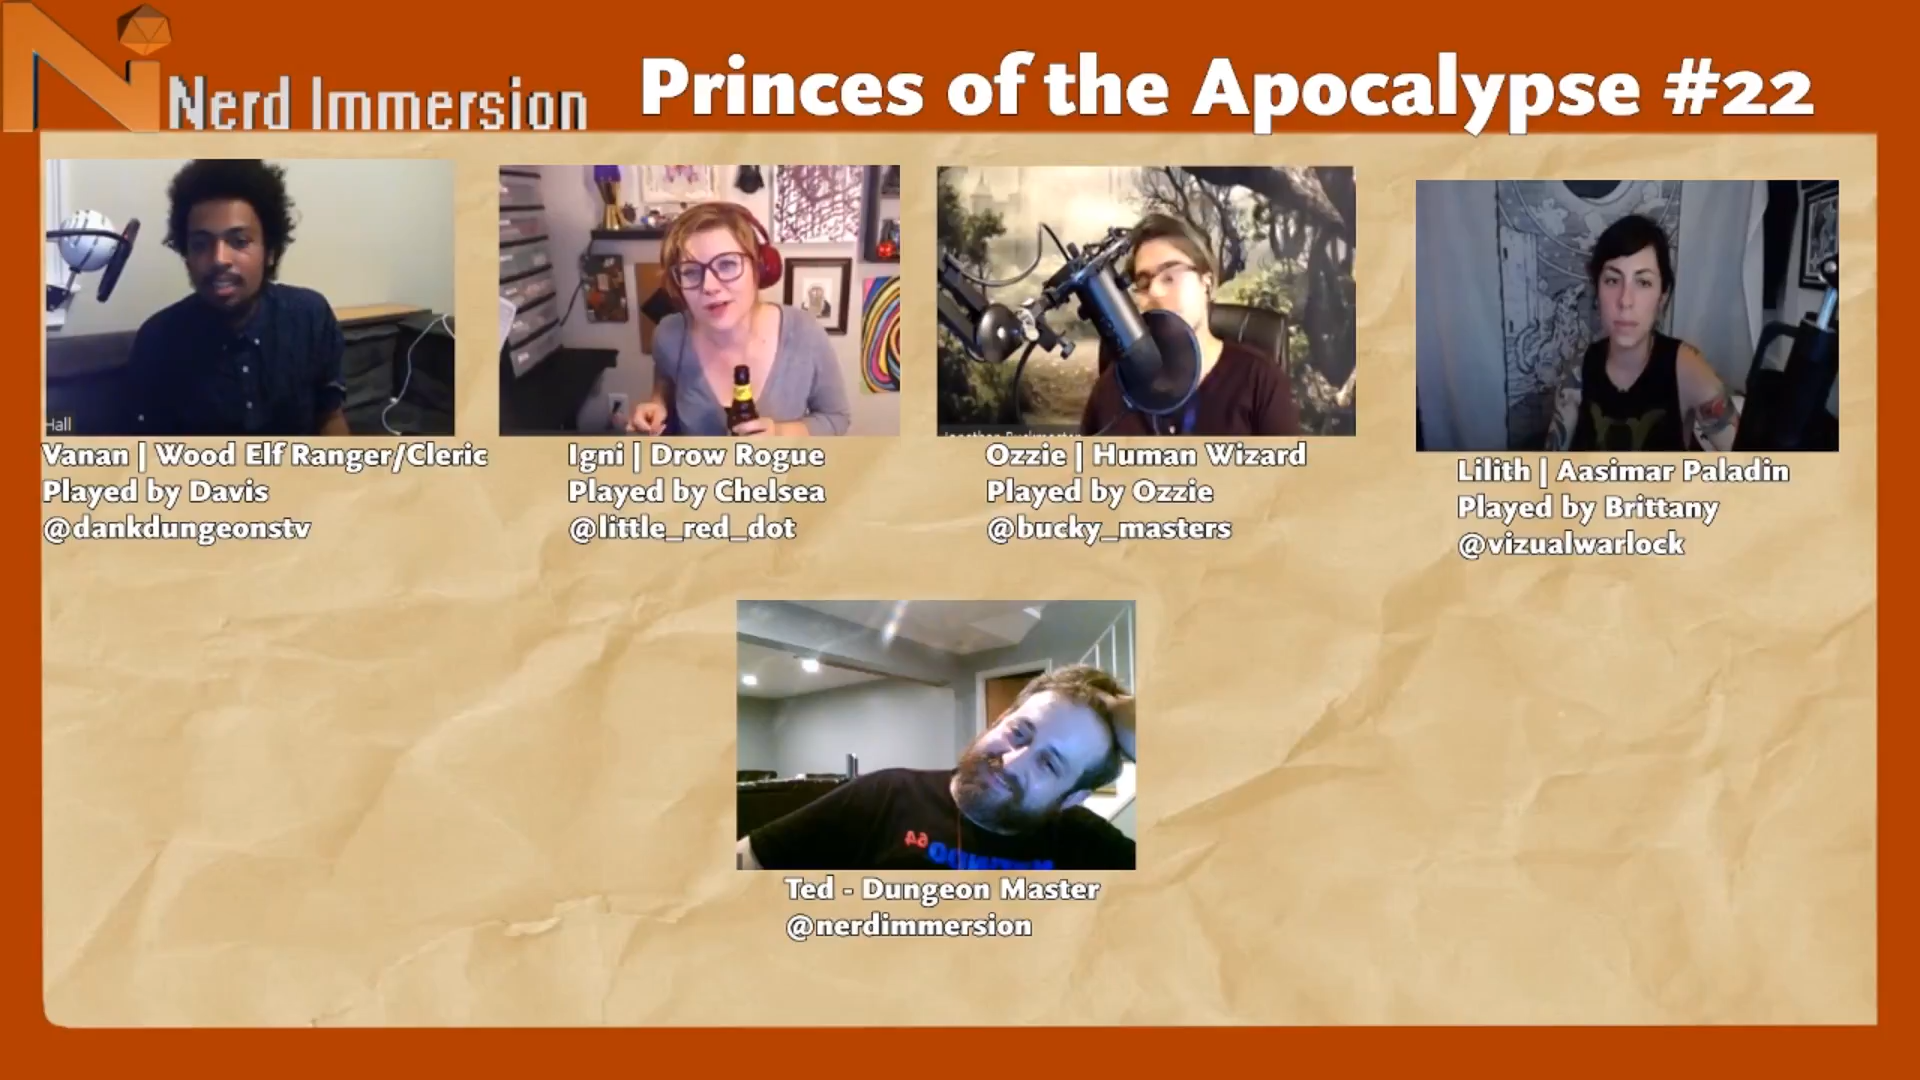 Nerd Immersion
Princes of the Apocalypse #22
Hall
Vanan | Wood Elf Ranger/Cleric
Played by Davis
@dankdungeonstv
Igni | Drow Rogue
Played by Chelsea
@little_red_dot
Ozzie | Human Wizard
Played by Ozzie
@bucky_masters
Lilith | Aasimar Paladin
Played by Brittany
@vizualwarlock
64
Ted - Dungeon Master
@nerdimmersion